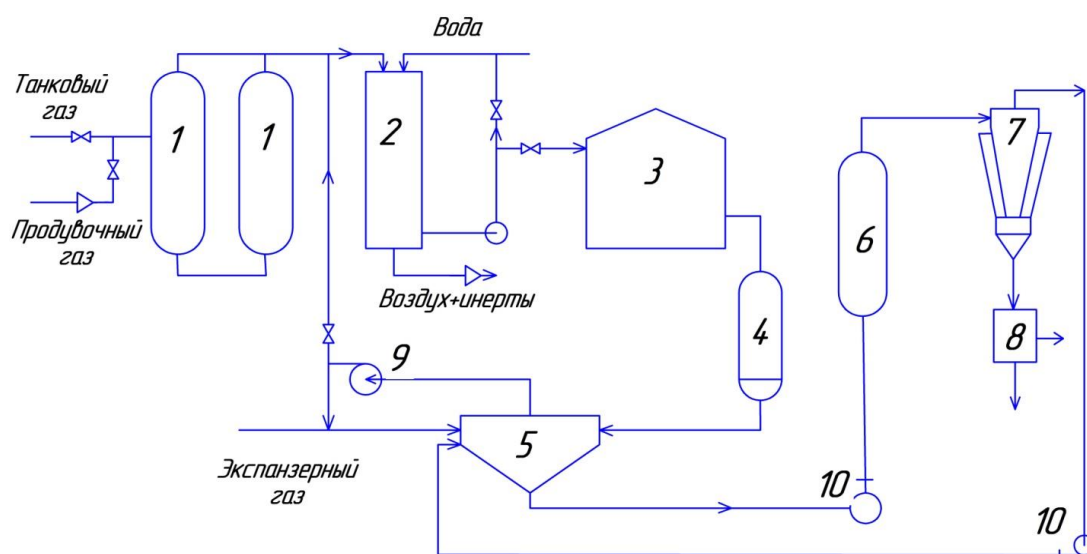 Вода
Танковый
газ
1
1
2
3
7
Продувочный
газ
6
Воздух+инерты
4
8
9
5
Экспанзерный
газ
10
10